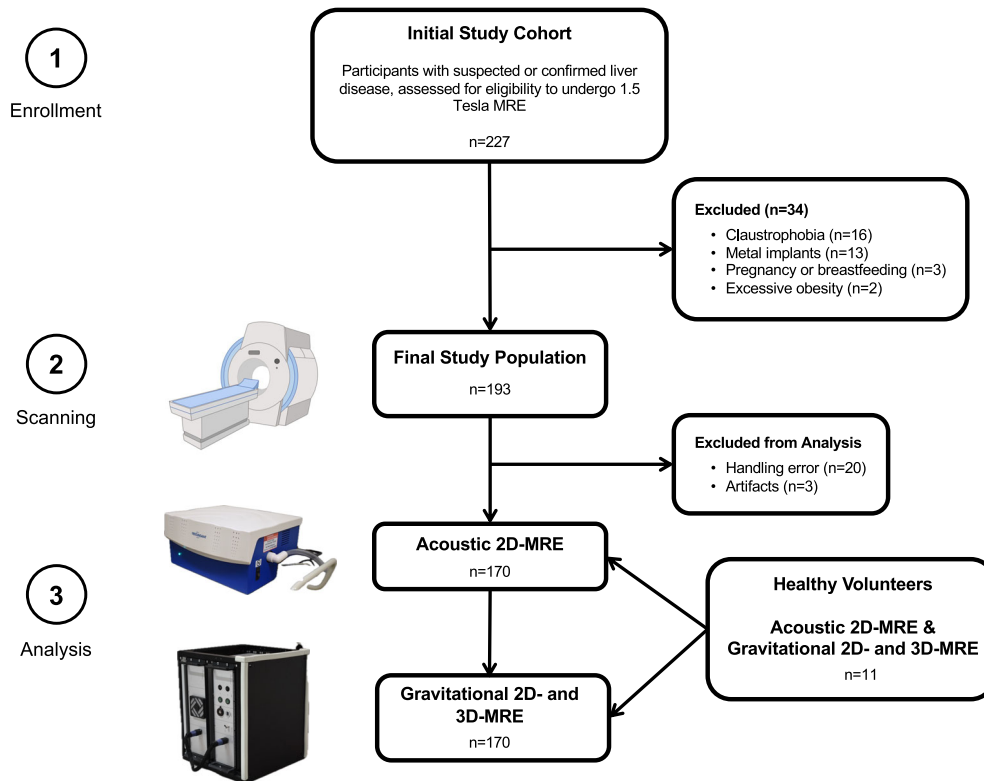 1
Enrollment
Initial Study Cohort
Participants with suspected or confirmed liver
disease, assessed for eligibility to undergo 1.5
Tesla MRE
n=227
Excluded (n=34)
• Claustrophobia (n=16)
• Metal implants (n=13)
• Pregnancy or breastfeeding (n=3)
• Excessive obesity (n=2)
2
Scanning
Final Study Population
n=193
Excluded from Analysis
• Handling error (n=20)
• Artifacts (n=3)
3
Analysis
Acoustic 2D-MRE
n=170
Healthy Volunteers
Acoustic 2D-MRE &
Gravitational 2D- and 3D-MRE
n=11
Gravitational 2D- and
3D-MRE
n=170